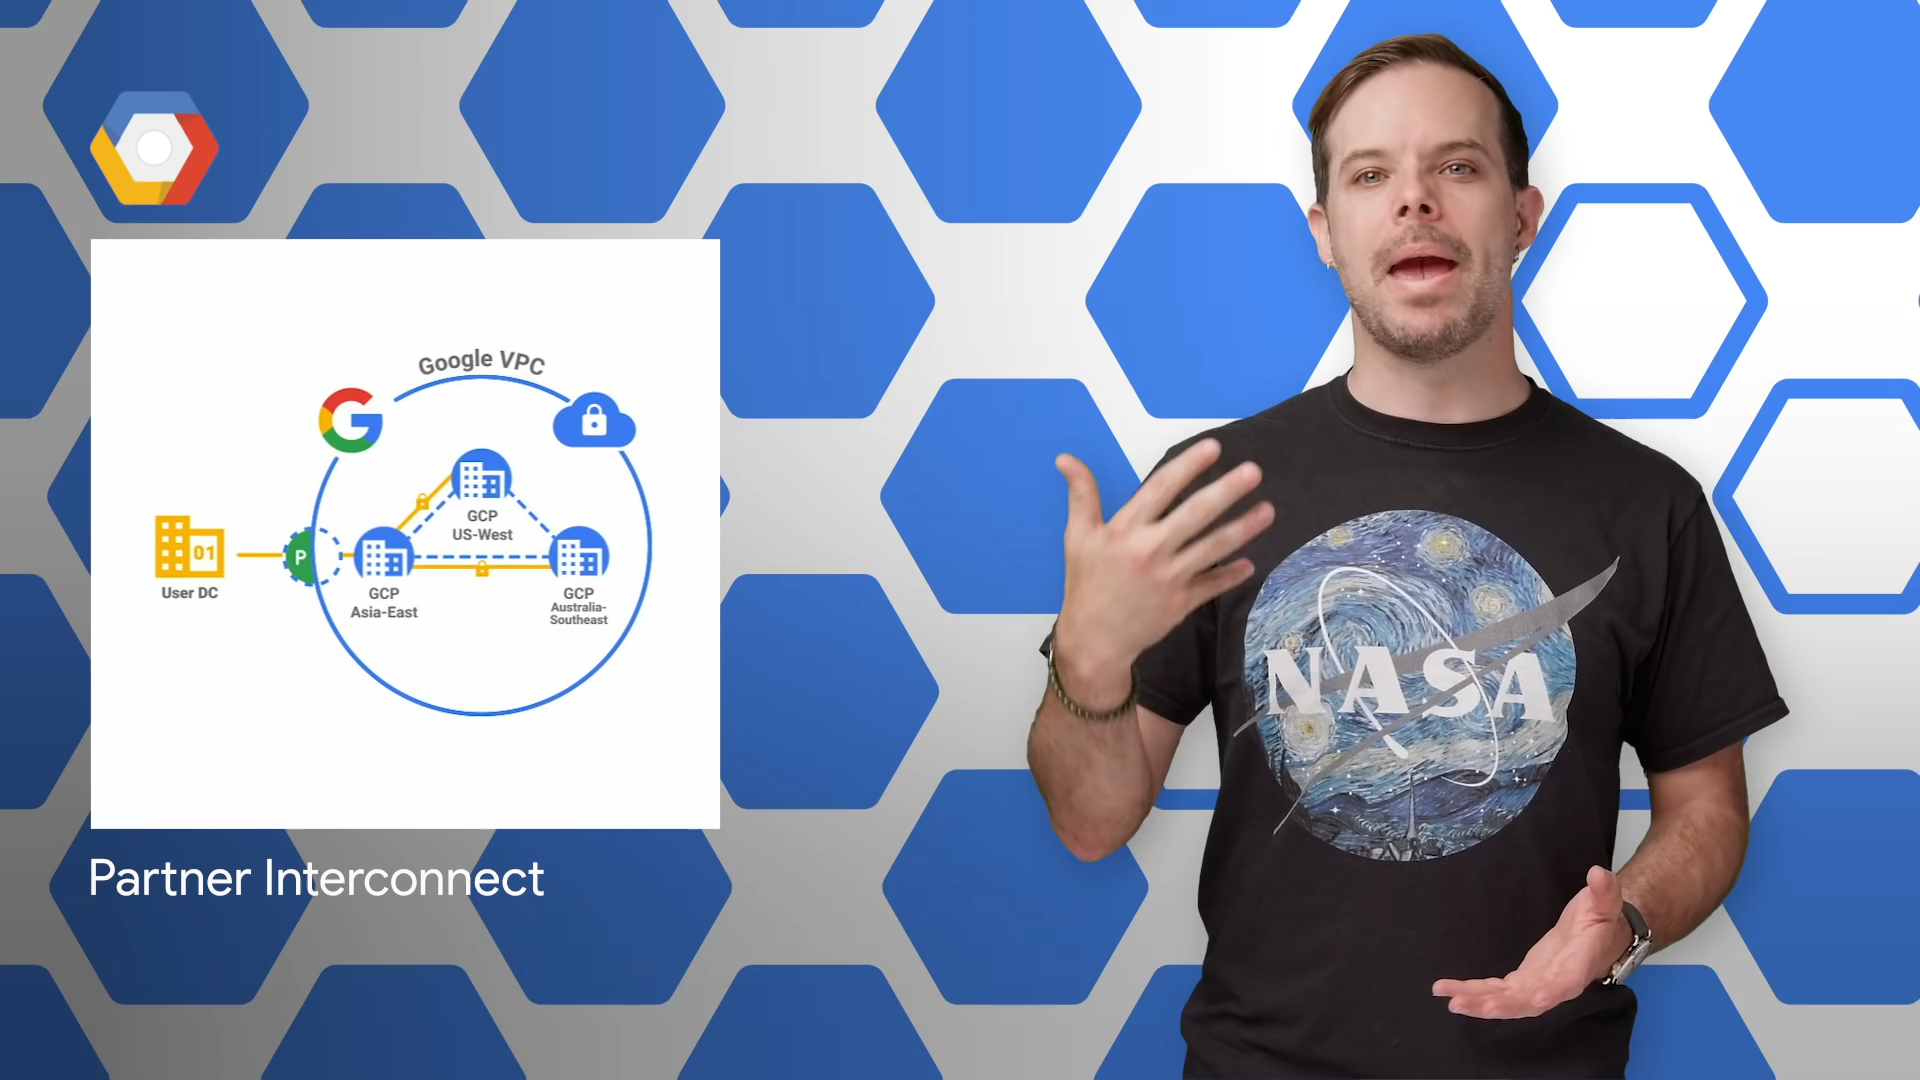 Google VPC
GCP
US-West
01
P
User DC
GCP
Asia-East
GCP
Australia-
Southeast
Partner Interconnect
NASA